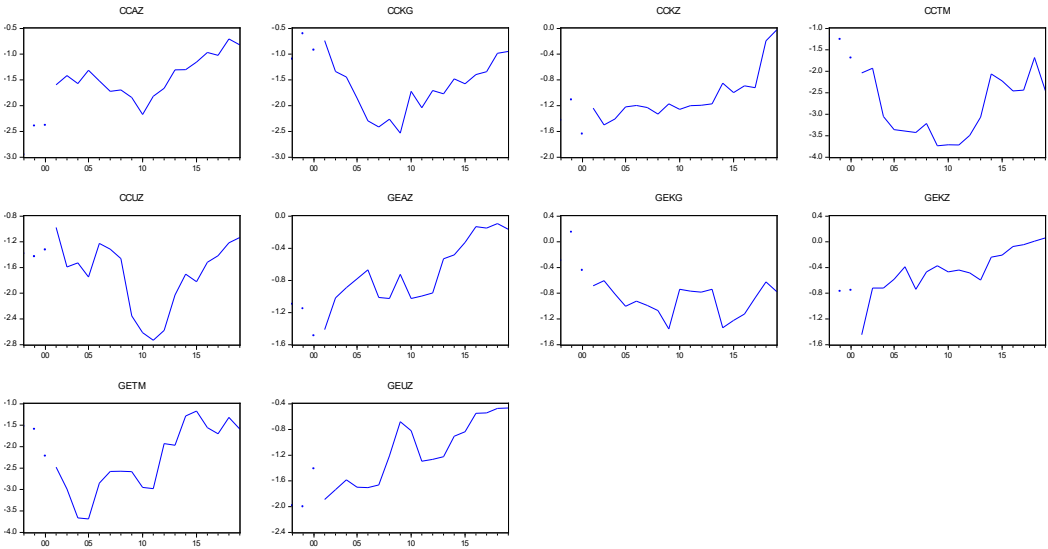 CCAZ CCKG CCKZ CCTM
-0.5 -0.5 0.0 -1.0
-1.0 -1.0 -0.4 -1.5
-1.5 -1.5 -0.8 -2.0
-2.0 -2.0 -1.2 -2.5
-2.5 -2.5 -1.6 -3.0
-3.0 -3.0 -2.0 -3.5
-4.0
00 05 10 15 00 05 10 15 00 05 10 15 00 05 10 15
CCUZ GEAZ GEKG GEKZ
-0.8 0.0 0.4 0.4
-1.2 -0.4 0.0 0.0
-1.6 -0.8 -0.4 -0.4
-2.0 -1.2 -0.8 -0.8
-2.4 -1.6 -1.2 -1.2
-2.8 -1.6 -1.6
00 05 10 15 00 05 10 15 00 05 10 15 00 05 10 15
GETM GEUZ
-1.0 -0.4
-1.5 -0.8
-2.0 -1.2
-2.5 -1.6
-3.0 -2.0
-3.5 -2.4
-4.0
00 05 10 15 00 05 10 15